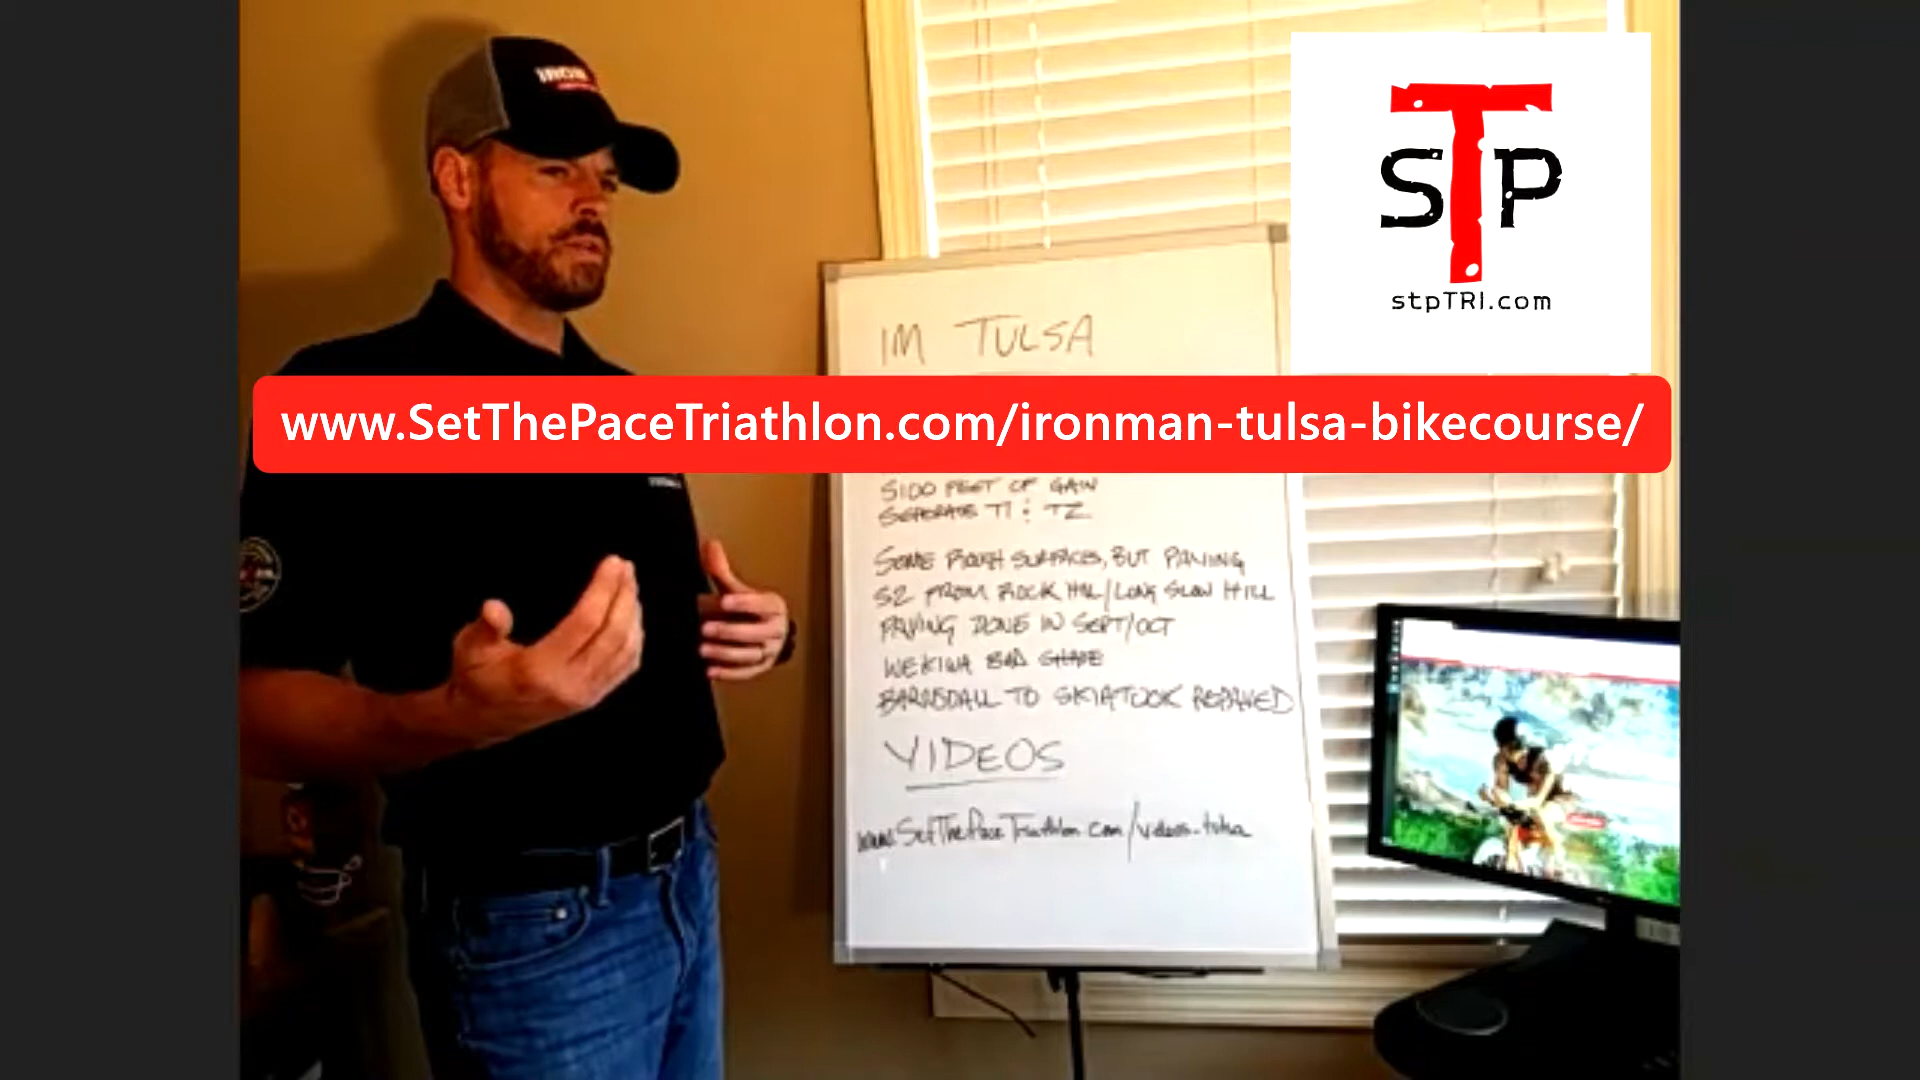 IRON
STP
stpTRI.com
IM TULSA
www.SetThePaceTriathlon.com/ironman-tulsa-bikecourse/
5100 FEET OF GAIN
SEPERATE T1 & T2
SOME ROUGH SURFACES, BUT PAVING
52 FROM ROCK HILL/LONG SLOW HILL
PAVING DONE IN SEPT/OCT
WEKIWA BAD SHAPE
BARNSDALL TO SKIATOOK REPAVED
VIDEOS
www.SetThePaceTriathlon.com/videos-tulsa